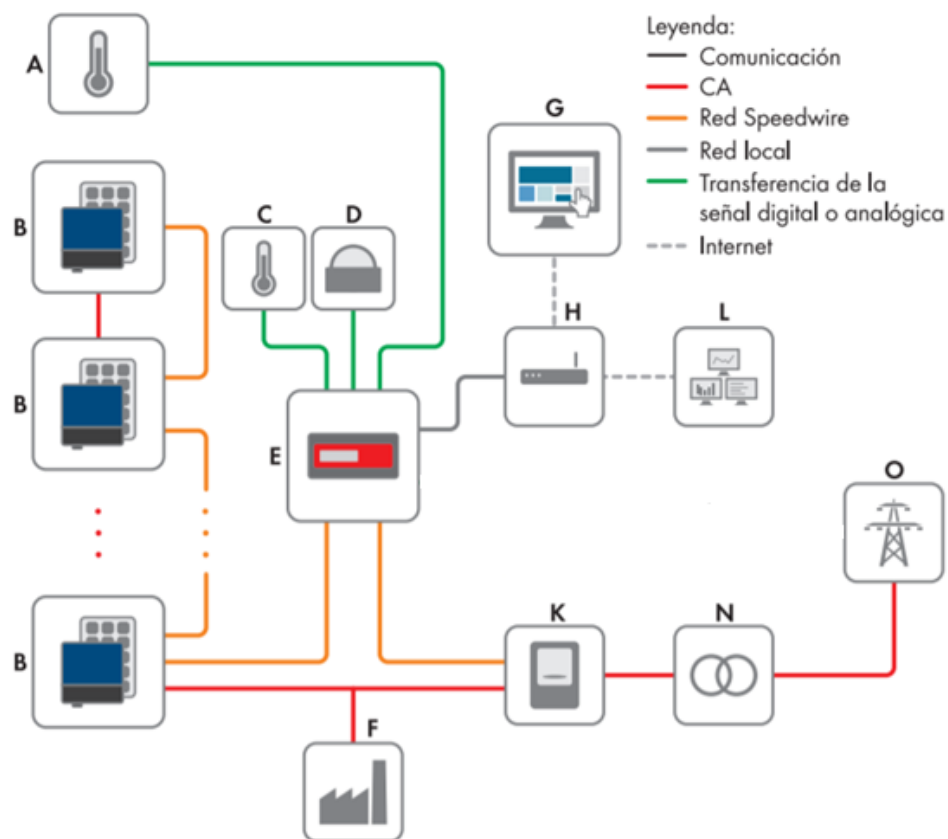 Leyenda:
Comunicación
CA
Red Speedwire
Red local
Transferencia de la
señal digital o analógica
Internet
A
G
B
C
D
H
L
B
E
O
K
N
B
F